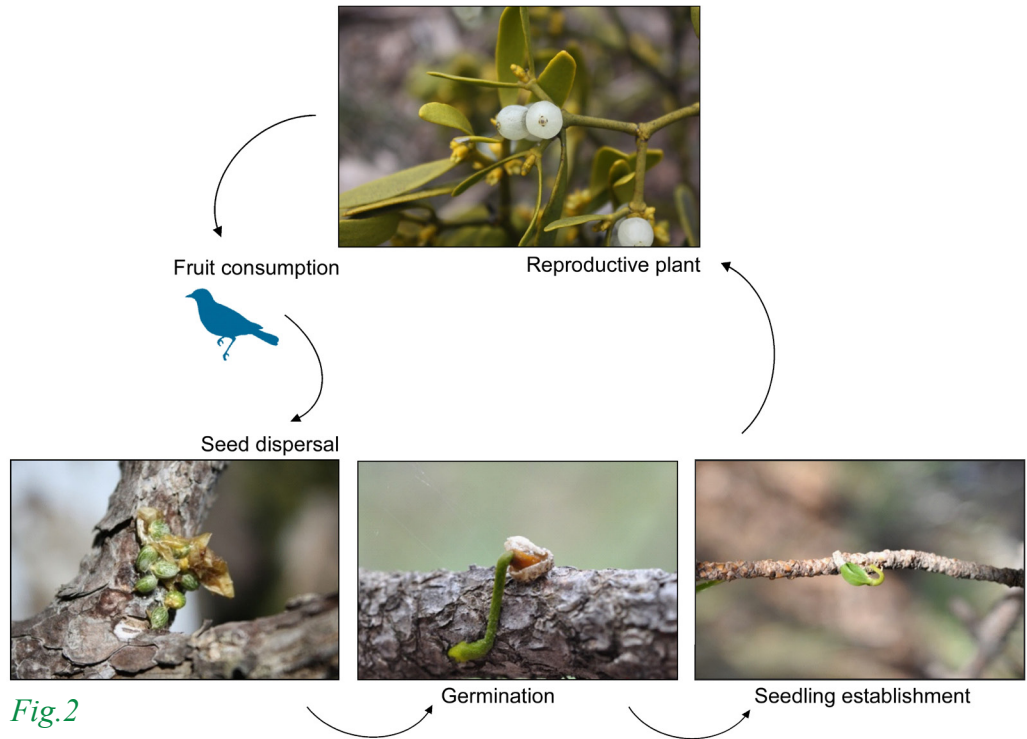 Reproductive plant
Fruit consumption
Seed dispersal
Germination
Seedling establishment
Fig.2